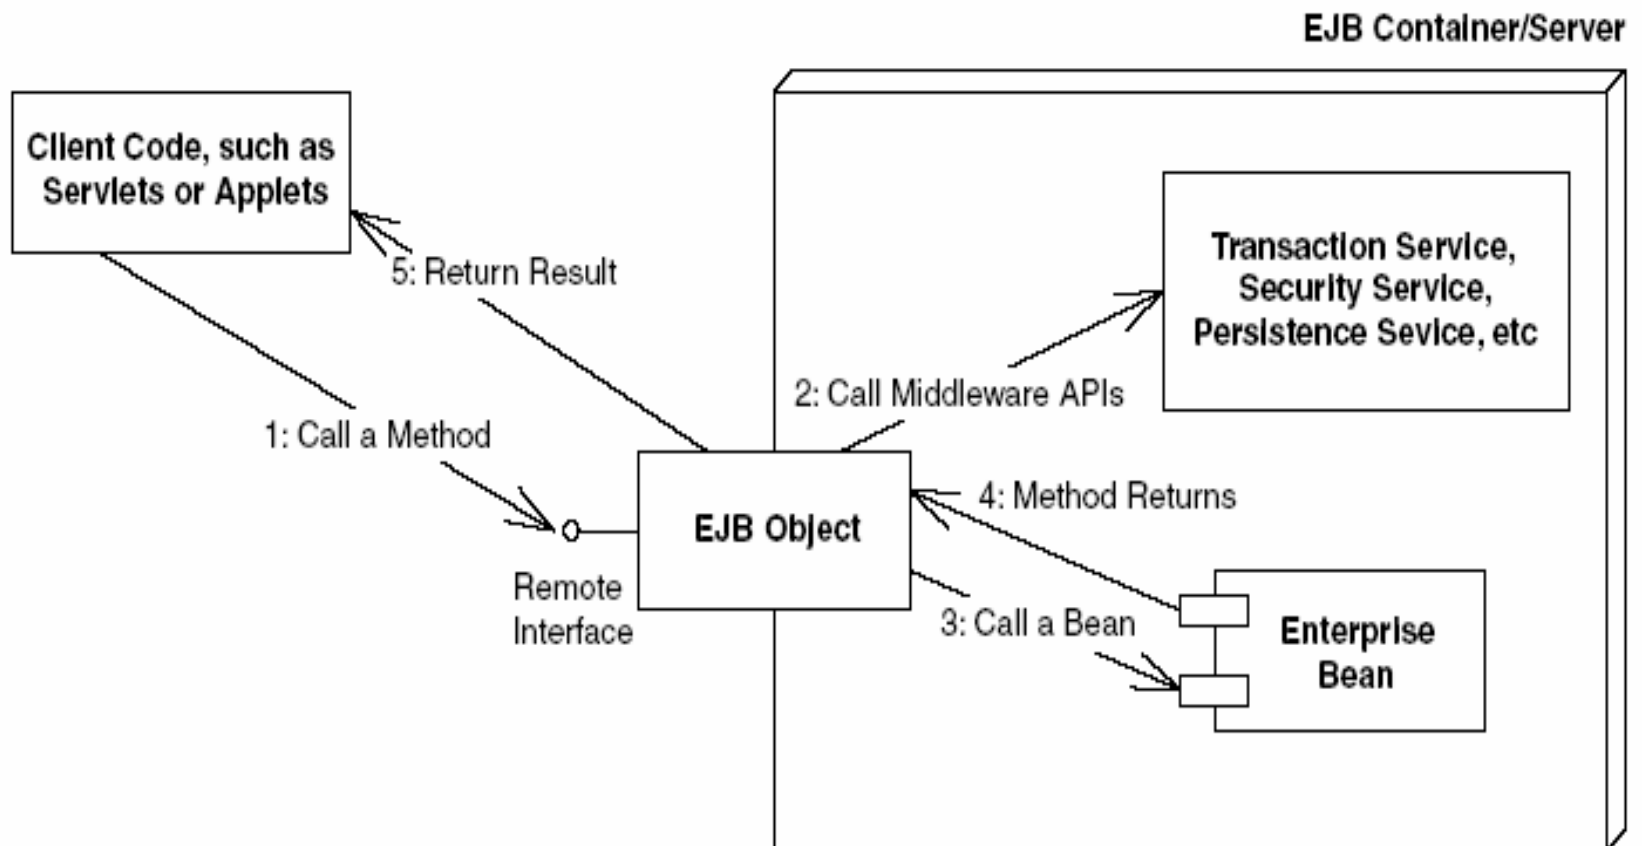 EJB Container/Server
Client Code, such as
Servlets or Applets
5: Return Result
Transaction Service,
Security Service,
Persistence Sevice, etc
2: Call Middleware APIs
1: Call a Method
EJB Object
4: Method Returns
Remote
Interface
3: Call a Bean
Enterprise
Bean